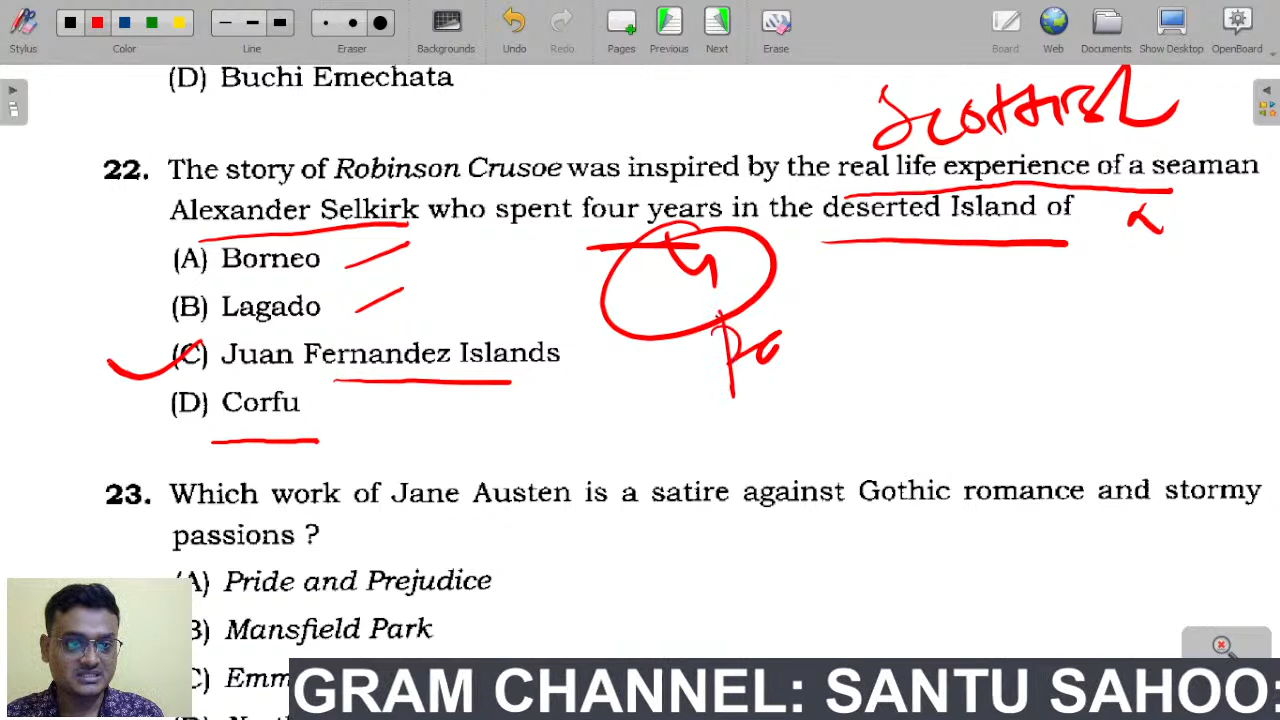 Stylus
Color
Line
Eraser
Backgrounds
Undo
Redo
Pages
Previous
Next
Erase
Board
Web
Documents
Show Desktop
OpenBoard
(D) Buchi Emechata
Scottish
22. The story of Robinson Crusoe was inspired by the real life experience of a seaman
Alexander Selkirk who spent four years in the deserted Island of
(A) Borneo
(B) Lagado
(C) Juan Fernandez Islands
(D) Corfu
23. Which work of Jane Austen is a satire against Gothic romance and stormy
passions ?
(A) Pride and Prejudice
B) Mansfield Park
C) Emm
GRAM CHANNEL: SANTU SAHOO: